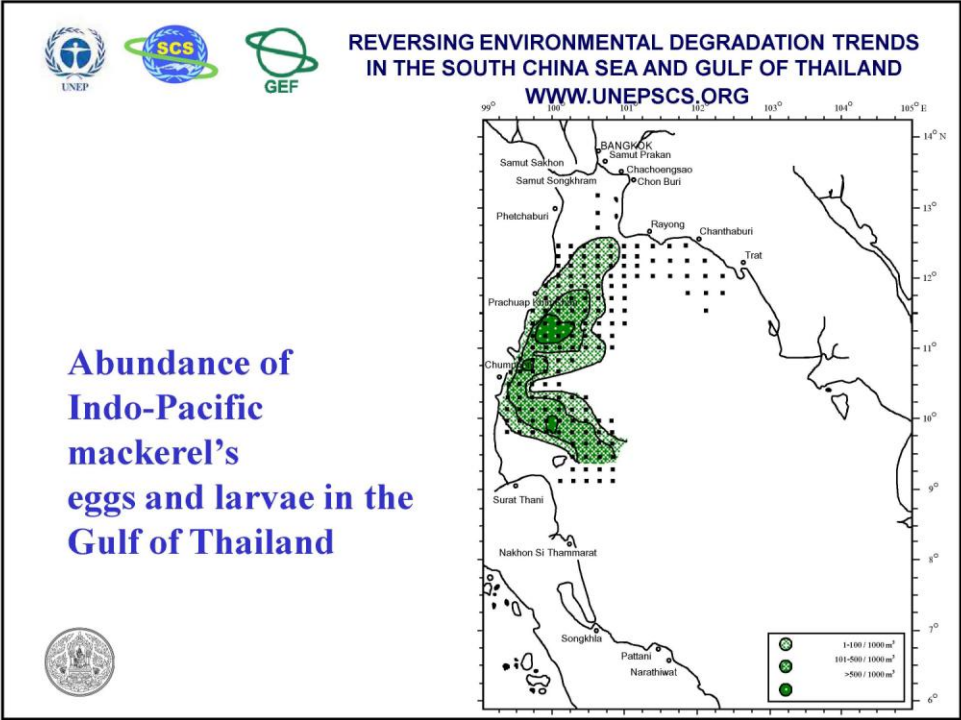 UNEP
SCS
GEF
REVERSING ENVIRONMENTAL DEGRADATION TRENDS
IN THE SOUTH CHINA SEA AND GULF OF THAILAND
WWW.UNEPSCS.ORG
99° 100° 101° 102° 103° 104° 105° E
14° N
13°
12°
11°
10°
9°
8°
7°
6°
BANGKOK
Samut Prakan
Samut Sakhon
Chachoengsao
Samut Songkhram
Chon Buri
Phetchaburi
Rayong
Chanthaburi
Trat
Prachuap
Surat Thani
Nakhon Si Thammarat
Songkhla
Pattani
Narathiwat
Abundance of
Indo-Pacific
mackerel's
eggs and larvae in the
Gulf of Thailand
1-100 / 1000 m³
101-500 / 1000 m³
>500 / 1000 m³